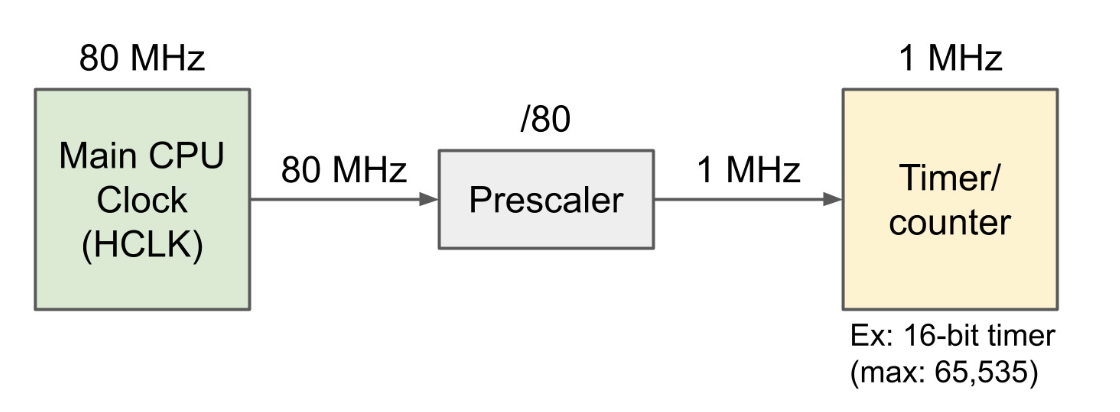 80 MHz
Main CPU
Clock
(HCLK)
80 MHz
/80
Prescaler
1 MHz
1 MHz
Timer/
counter
Ex: 16-bit timer
(max: 65,535)